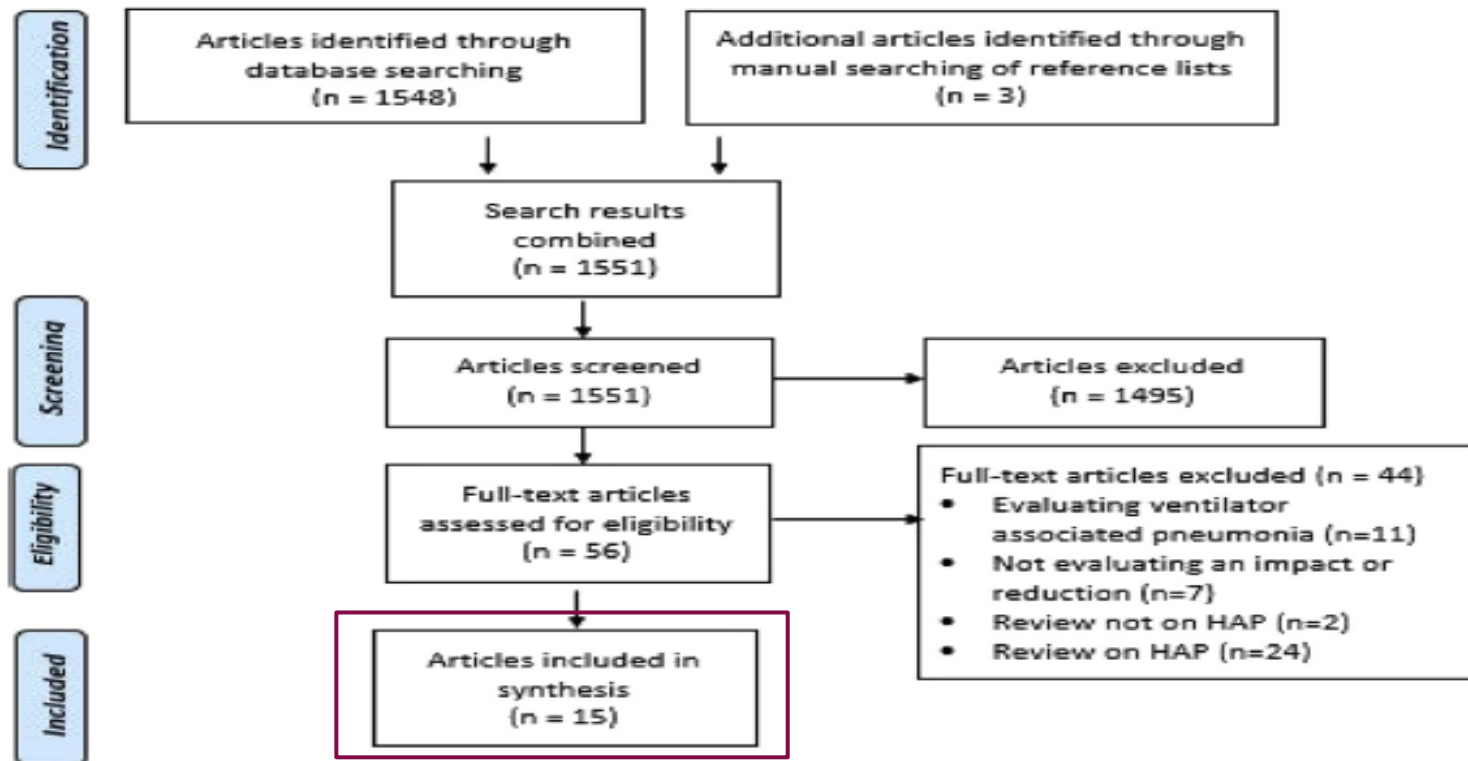 Identification
Articles identified through
database searching
(n = 1548)
Additional articles identified through
manual searching of reference lists
(n = 3)
Search results
combined
(n = 1551}
Screening
Articles screened
(n = 1551}
Articles excluded
{n = 1495)
Eligibility
Full-text articles
assessed for eligibility
(n = 56)
Full-text articles excluded {n = 44}
• Evaluating ventilator
associated pneumonia (n=11)
• Not evaluating an impact or
reduction (n=7}
• Review not on HAP (n=2)
• Review on HAP (n=24)
Included
Articles included in
synthesis
(n = 15)